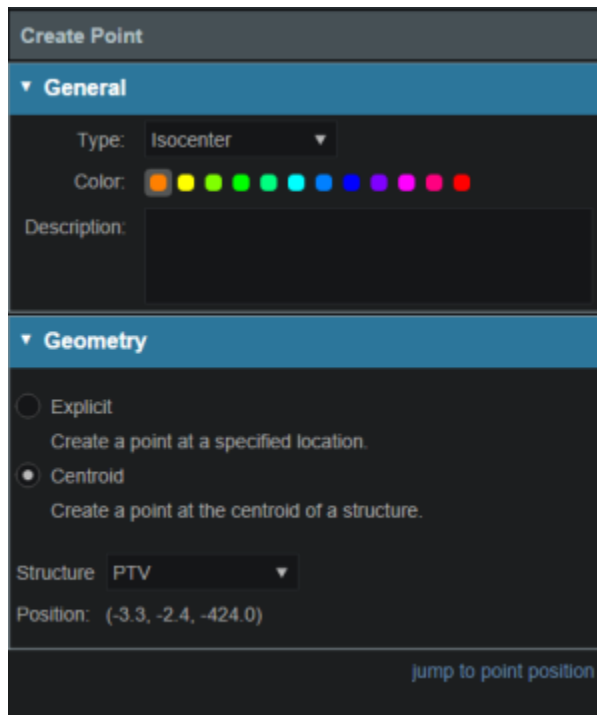 Create Point
General
Type: Isocenter
Color:
Description:
Geometry
Explicit
Create a point at a specified location.
Centroid
Create a point at the centroid of a structure.
Structure PTV
Position: (-3.3, -2.4, -424.0)
jump to point position